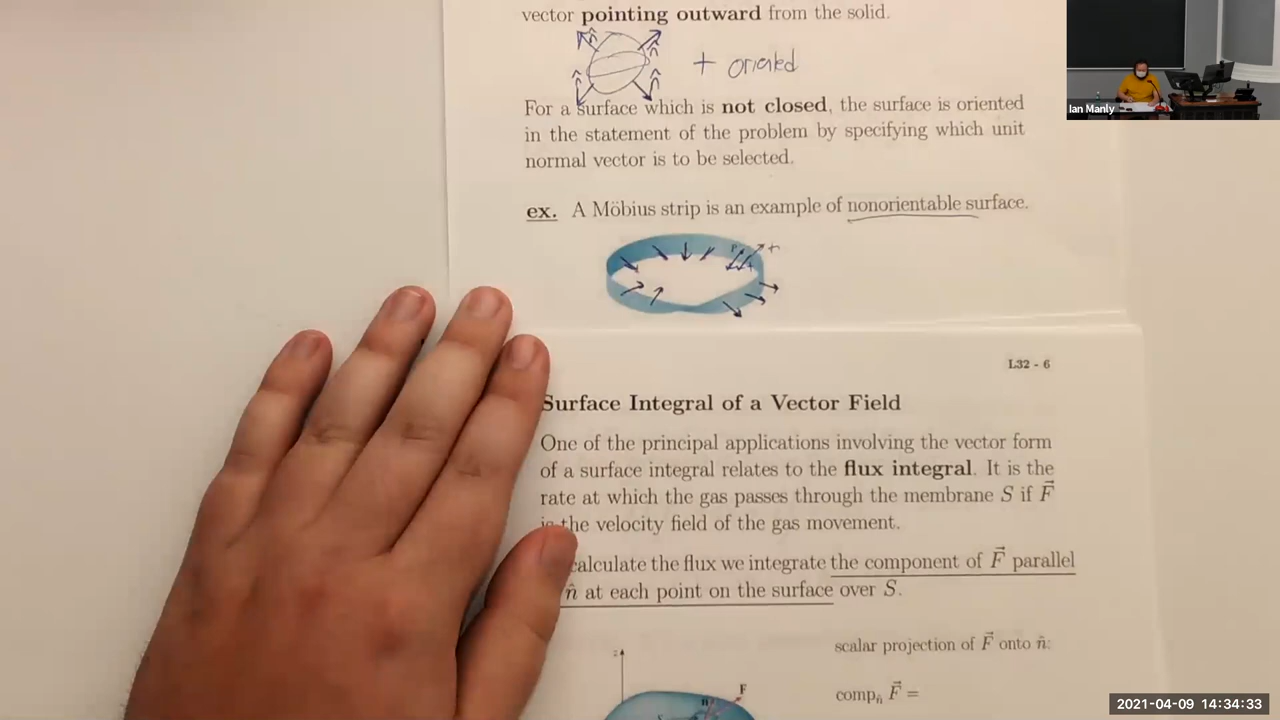 vector pointing outward from the solid.
n̂ n̂
+ oriented
n̂ n̂
For a surface which is not closed, the surface is oriented
in the statement of the problem by specifying which unit
normal vector is to be selected.
ex. A Möbius strip is an example of nonorientable surface.
L32 - 6
Surface Integral of a Vector Field
One of the principal applications involving the vector form
of a surface integral relates to the flux integral. It is the
rate at which the gas passes through the membrane S if F⃗
the velocity field of the gas movement.
calculate the flux we integrate the component of F⃗ parallel
n̂ at each point on the surface over S.
scalar projection of F⃗ onto n̂:
comp_n̂ F⃗ =
z
F
n
Ian Manly
2021-04-09 14:34:33